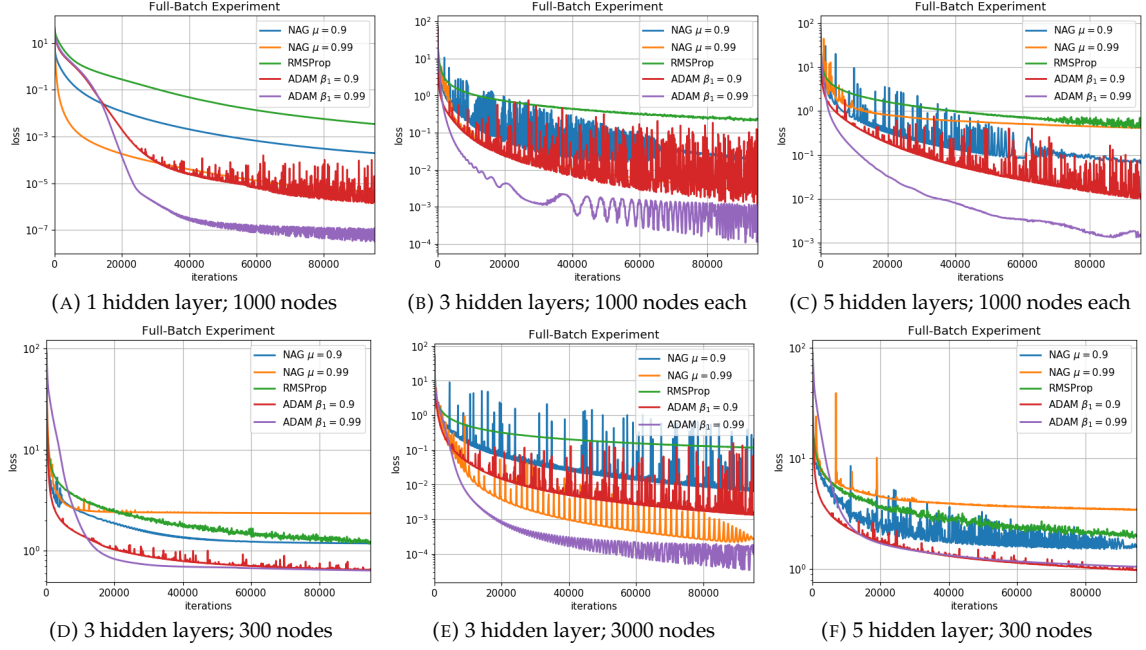 Full-Batch Experiment
loss
10^1
10^-1
10^-3
10^-5
10^-7
NAG μ = 0.9
NAG μ = 0.99
RMSProp
ADAM β₁ = 0.9
ADAM β₁ = 0.99
0 20000 40000 60000 80000
iterations
(A) 1 hidden layer; 1000 nodes
Full-Batch Experiment
loss
10^1
10^0
10^-1
10^-2
10^-3
10^-4
NAG μ = 0.9
NAG μ = 0.99
RMSProp
ADAM β₁ = 0.9
ADAM β₁ = 0.99
0 20000 40000 60000 80000
iterations
(B) 3 hidden layers; 1000 nodes each
Full-Batch Experiment
loss
10^2
10^1
10^0
10^-1
10^-2
10^-3
NAG μ = 0.9
NAG μ = 0.99
RMSProp
ADAM β₁ = 0.9
ADAM β₁ = 0.99
0 20000 40000 60000 80000
iterations
(C) 5 hidden layers; 1000 nodes each
Full-Batch Experiment
loss
10^2
10^1
10^0
NAG μ = 0.9
NAG μ = 0.99
RMSProp
ADAM β₁ = 0.9
ADAM β₁ = 0.99
0 20000 40000 60000 80000
iterations
(D) 3 hidden layers; 300 nodes
Full-Batch Experiment
loss
10^2
10^1
10^0
10^-1
10^-2
10^-3
10^-4
NAG μ = 0.9
NAG μ = 0.99
RMSProp
ADAM β₁ = 0.9
ADAM β₁ = 0.99
0 20000 40000 60000 80000
iterations
(E) 3 hidden layer; 3000 nodes
Full-Batch Experiment
loss
10^2
10^1
10^0
NAG μ = 0.9
NAG μ = 0.99
RMSProp
ADAM β₁ = 0.9
ADAM β₁ = 0.99
0 20000 40000 60000 80000
iterations
(F) 5 hidden layer; 300 nodes